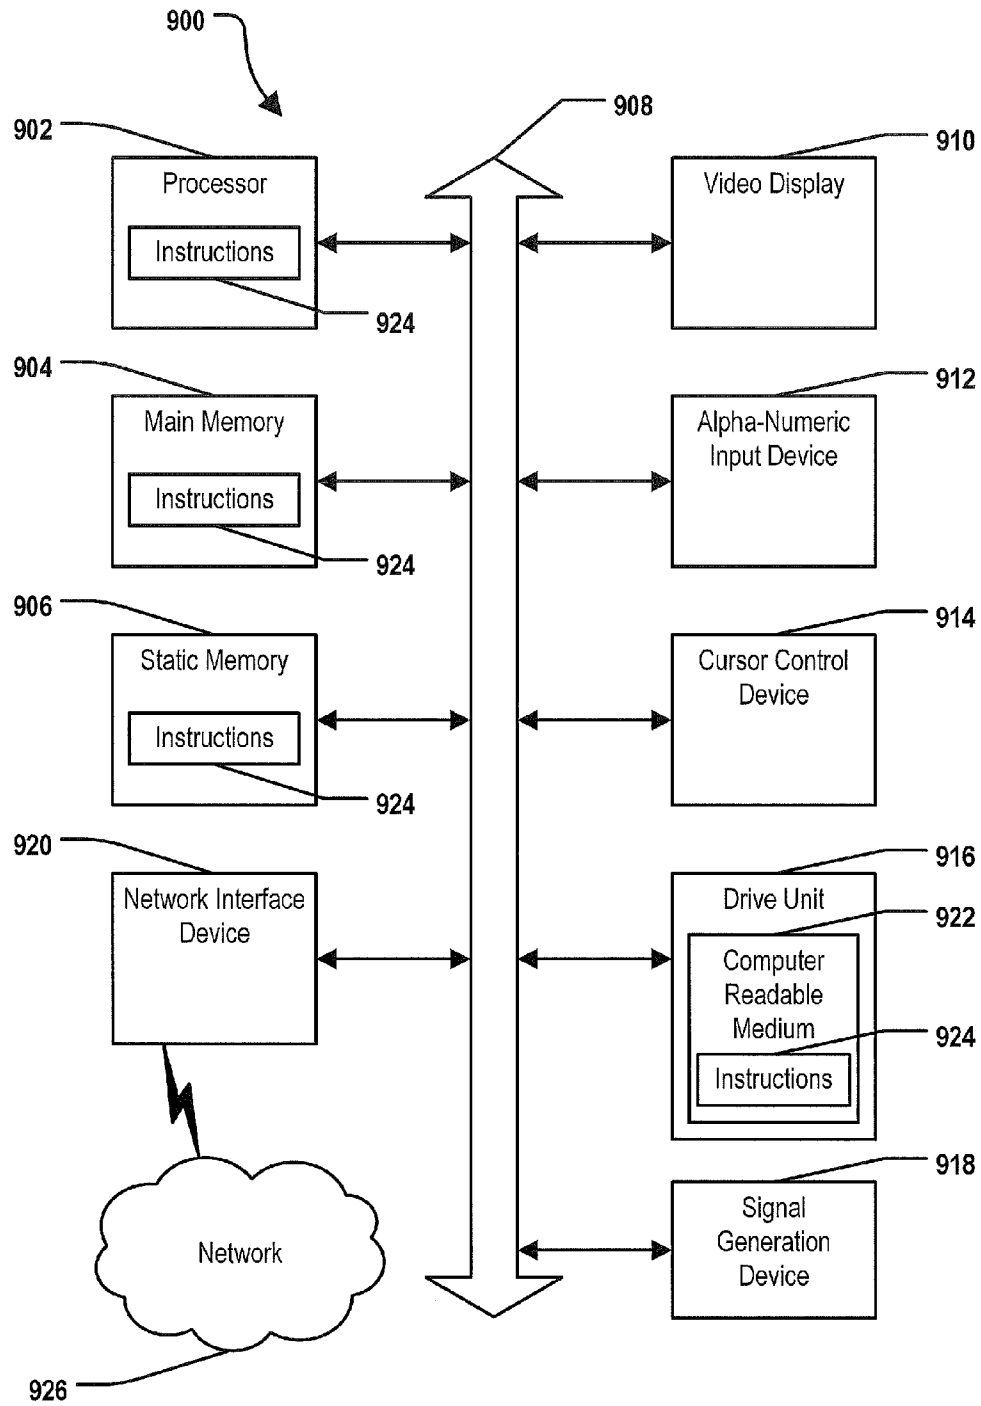 900
908
902
Processor
Instructions
924
910
Video Display
904
Main Memory
Instructions
924
912
Alpha-Numeric
Input Device
906
Static Memory
Instructions
924
914
Cursor Control
Device
920
Network Interface
Device
916
Drive Unit
922
Computer
Readable
Medium
924
Instructions
Network
926
918
Signal
Generation
Device